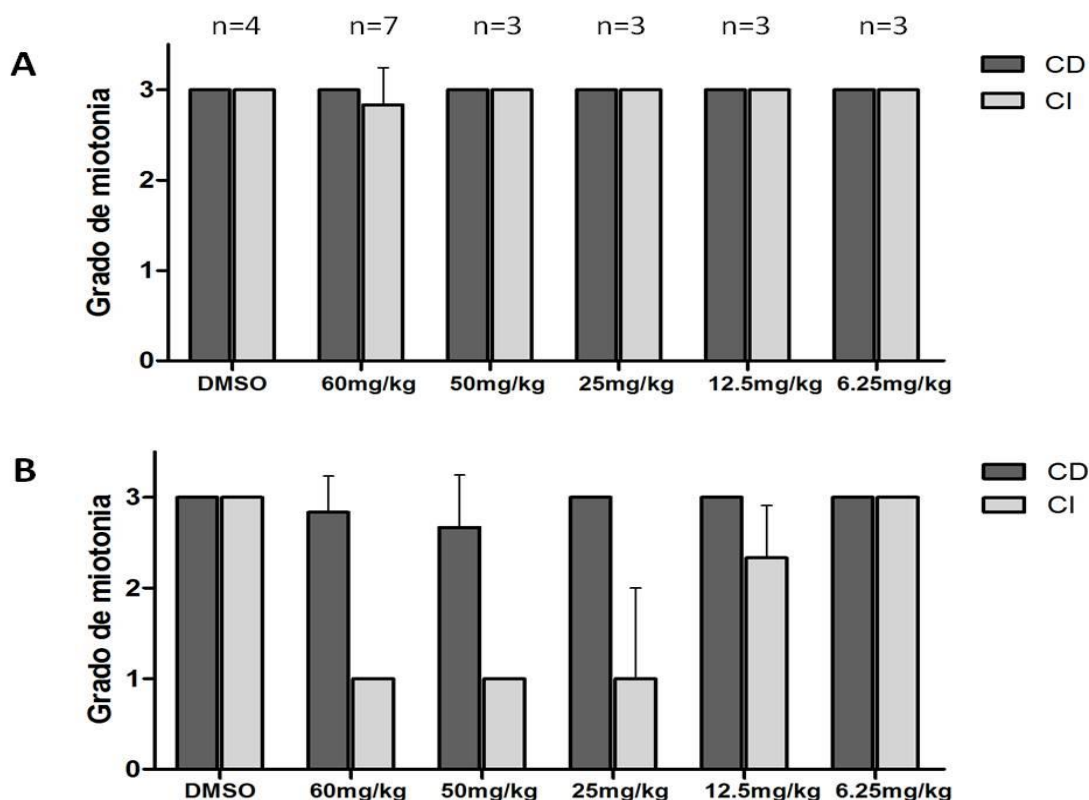 n=4 n=7 n=3 n=3 n=3 n=3
A
CD
CI
Grado de miotonia
3
2
1
0
DMSO 60mg/kg 50mg/kg 25mg/kg 12.5mg/kg 6.25mg/kg
B
CD
CI
Grado de miotonia
3
2
1
0
DMSO 60mg/kg 50mg/kg 25mg/kg 12.5mg/kg 6.25mg/kg